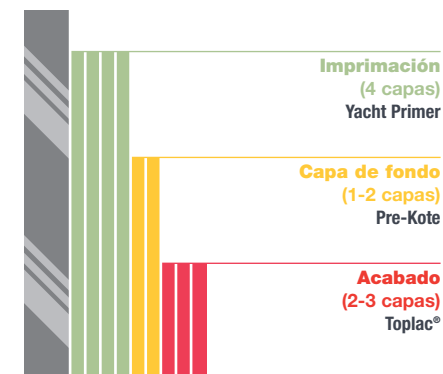 Imprimación
(4 capas)
Yacht Primer
Capa de fondo
(1-2 capas)
Pre-Kote
Acabado
(2-3 capas)
Toplac®